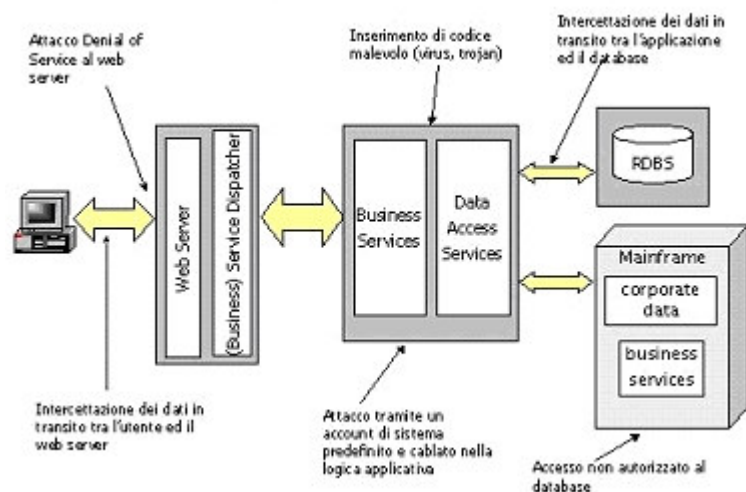 Attacco Denial of
Service al web
server
Inserimento di codice
malevolo (virus, trojan)
Intercettazione dei dati in
transito tra l'applicazione
ed il database
Web Server
(Business) Service Dispatcher
Business
Services
Data
Access
Services
RDBS
Mainframe
corporate
data
business
services
Intercettazione dei dati in
transito tra l'utente ed il
web server
Attacco tramite un
account di sistema
predefinito e cablato nella
logica applicativa
Accesso non autorizzato al
database